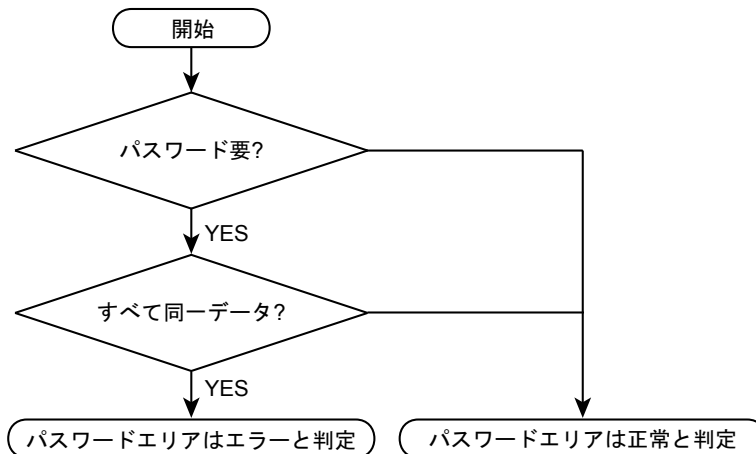 開始
パスワード要?
YES
すべて同一データ?
YES
パスワードエリアはエラーと判定
パスワードエリアは正常と判定